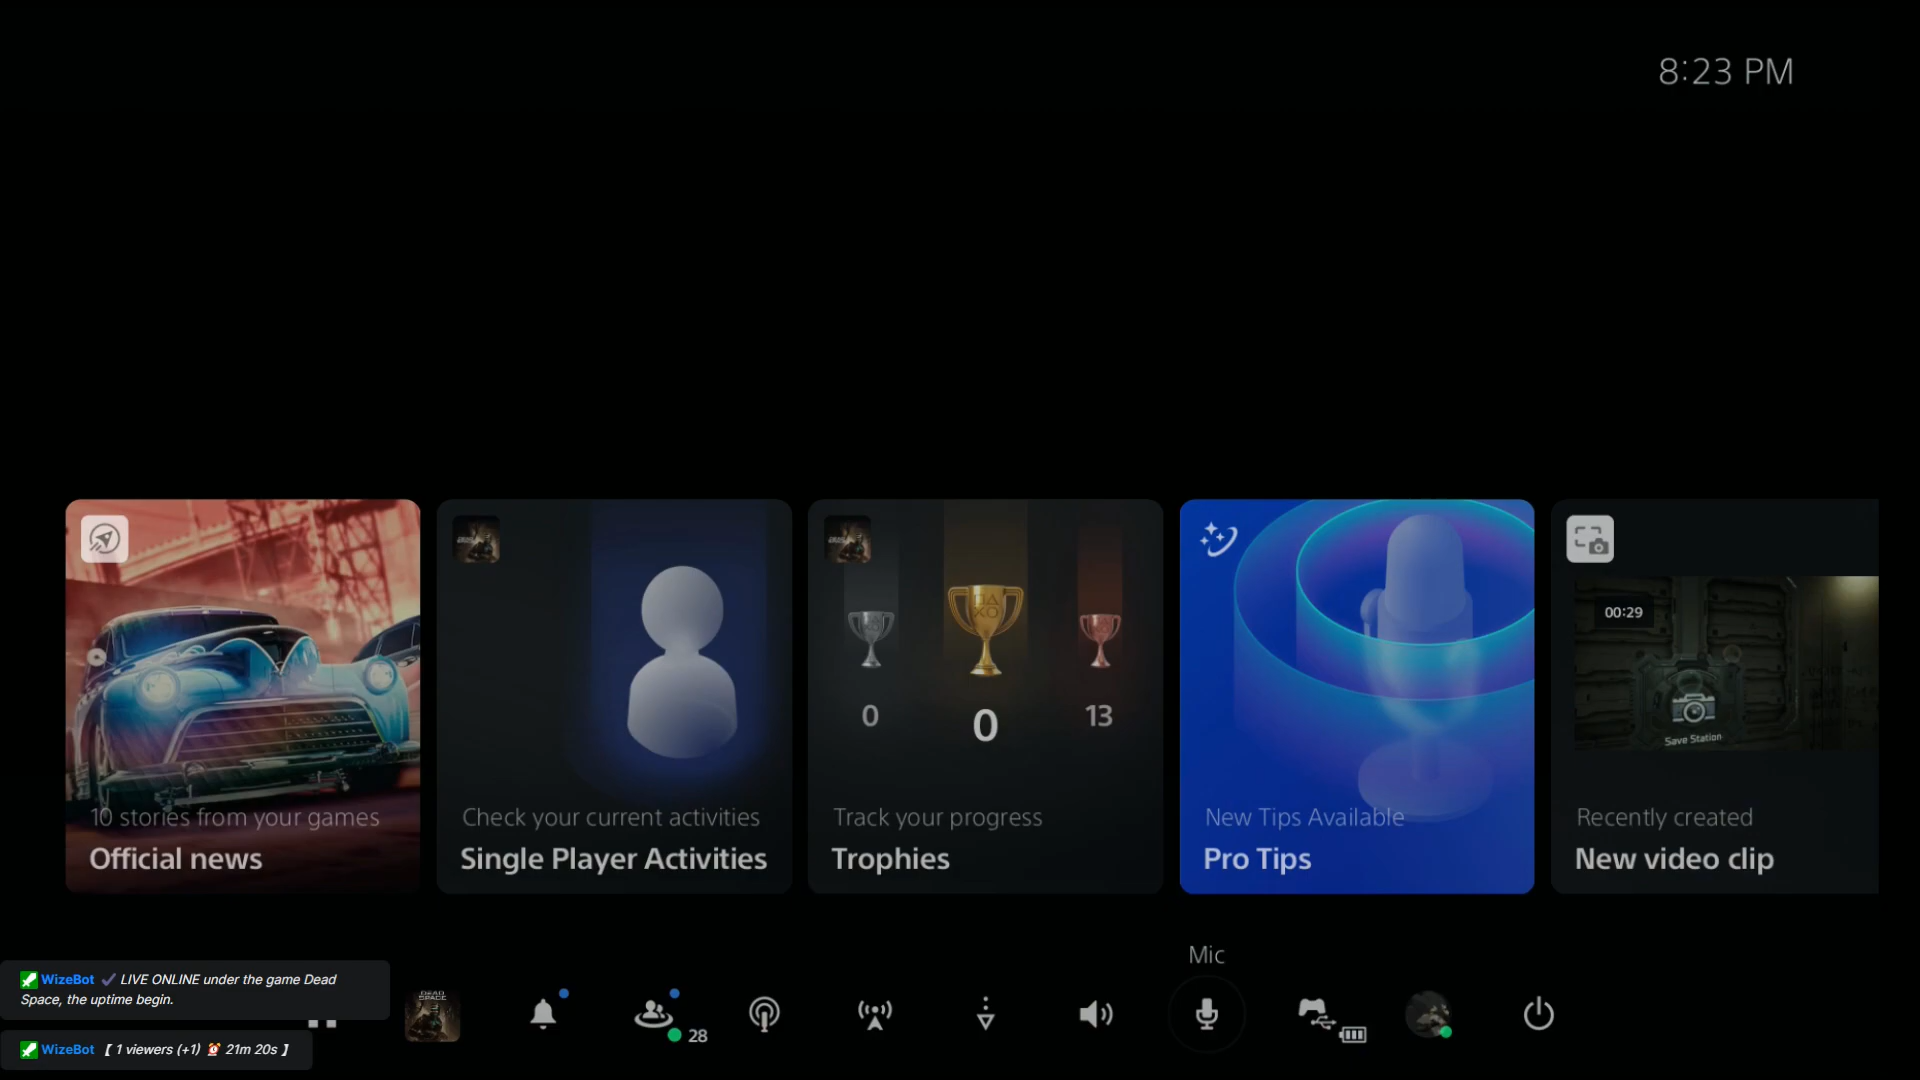 8:23 PM
10 stories from your games
Official news
Check your current activities
Single Player Activities
0
0
13
Track your progress
Trophies
New Tips Available
Pro Tips
00:29
Save Station
Recently created
New video clip
Mic
WizeBot LIVE ONLINE under the game Dead
Space, the uptime begin.
DEAD
SPACE
28
WizeBot [ 1 viewers (+1) ⏰ 21m 20s ]